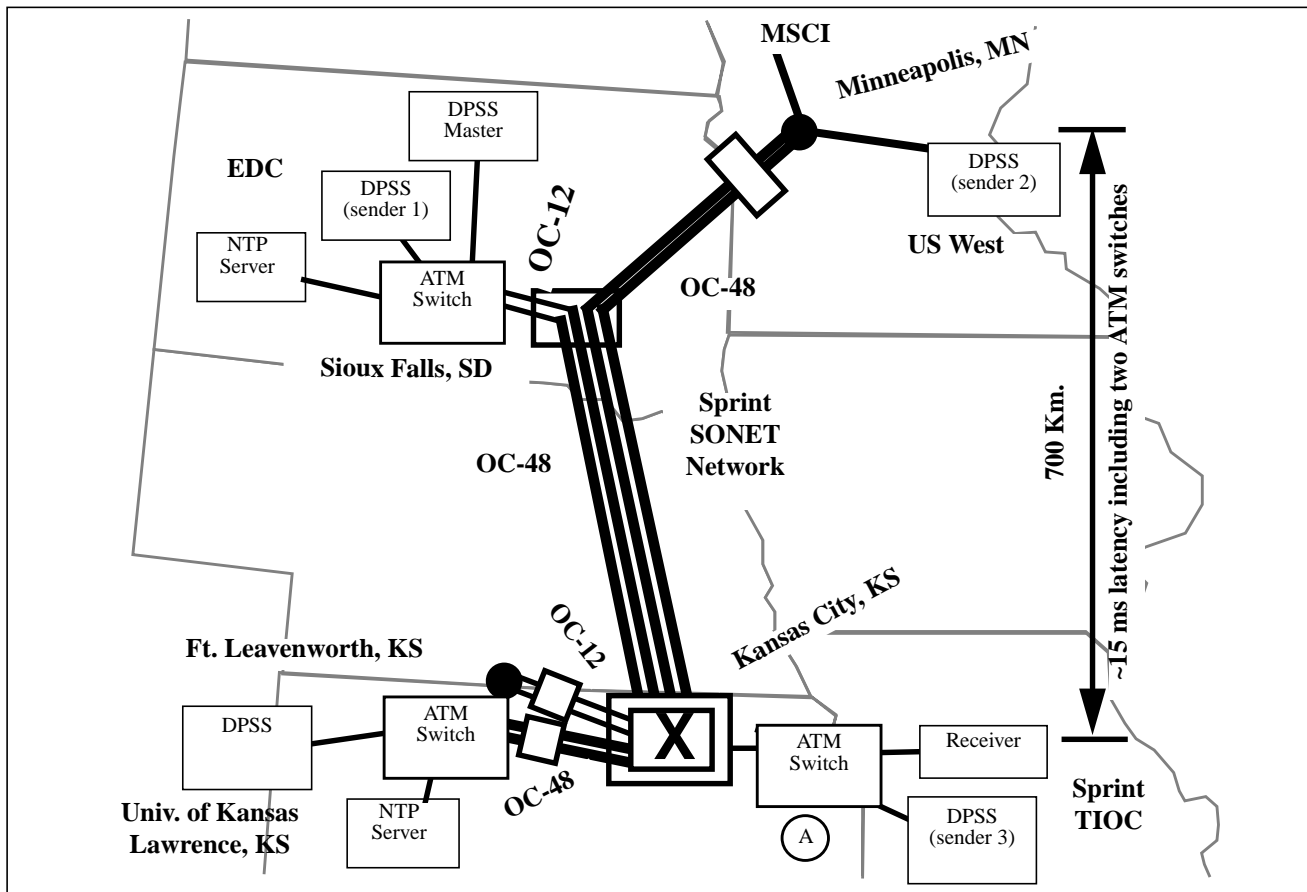 MSCI
Minneapolis, MN
DPSS
Master
EDC
DPSS
(sender 1)
DPSS
(sender 2)
OC-12
NTP
Server
ATM
Switch
US West
OC-48
Sioux Falls, SD
Sprint
SONET
Network
OC-48
700 Km.
~15 ms latency including two ATM switches
Kansas City, KS
OC-12
Ft. Leavenworth, KS
DPSS
ATM
Switch
X
ATM
Switch
Receiver
OC-48
Univ. of Kansas
Lawrence, KS
NTP
Server
A
DPSS
(sender 3)
Sprint
TIOC